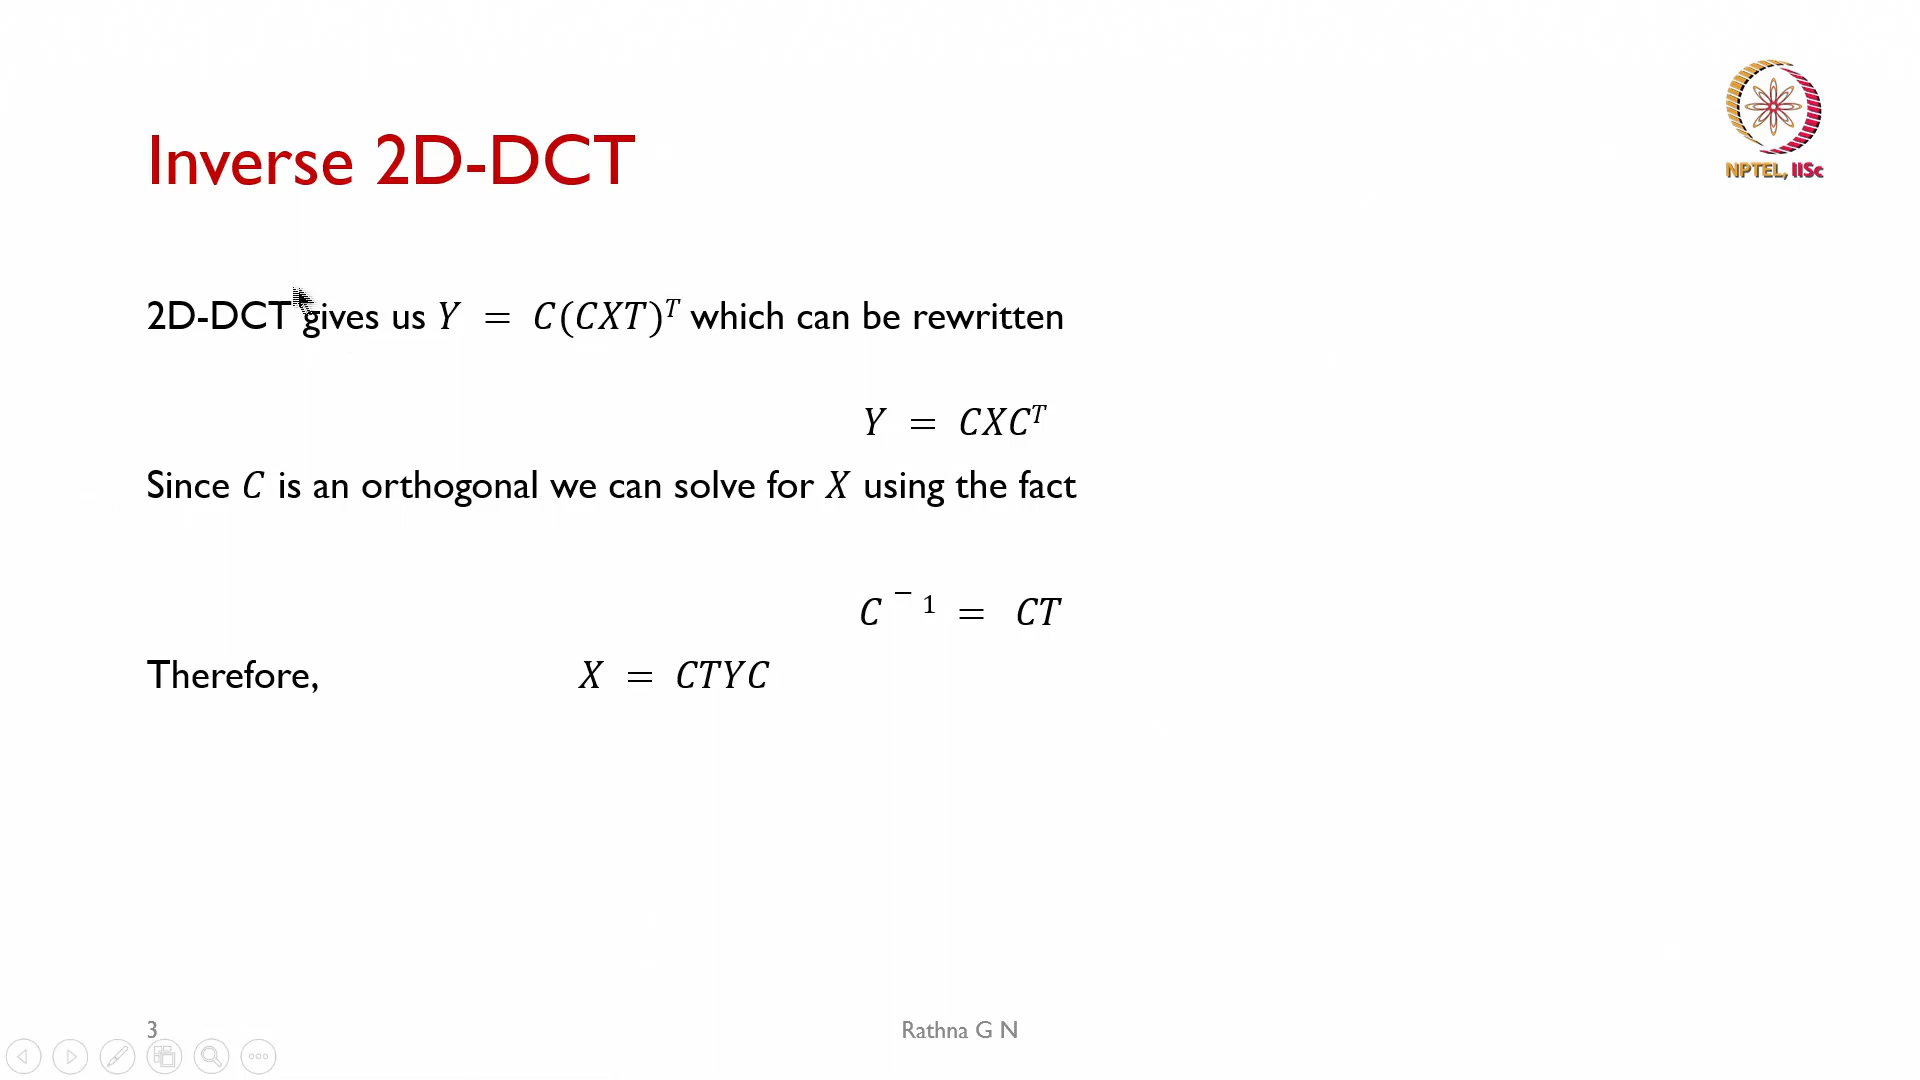 NPTEL, IISc
Inverse 2D-DCT
2D-DCT gives us Y = C(CXT)^T which can be rewritten
Y = CXC^T
Since C is an orthogonal we can solve for X using the fact
C^−1 = CT
Therefore, X = CTYC
3
Rathna G N